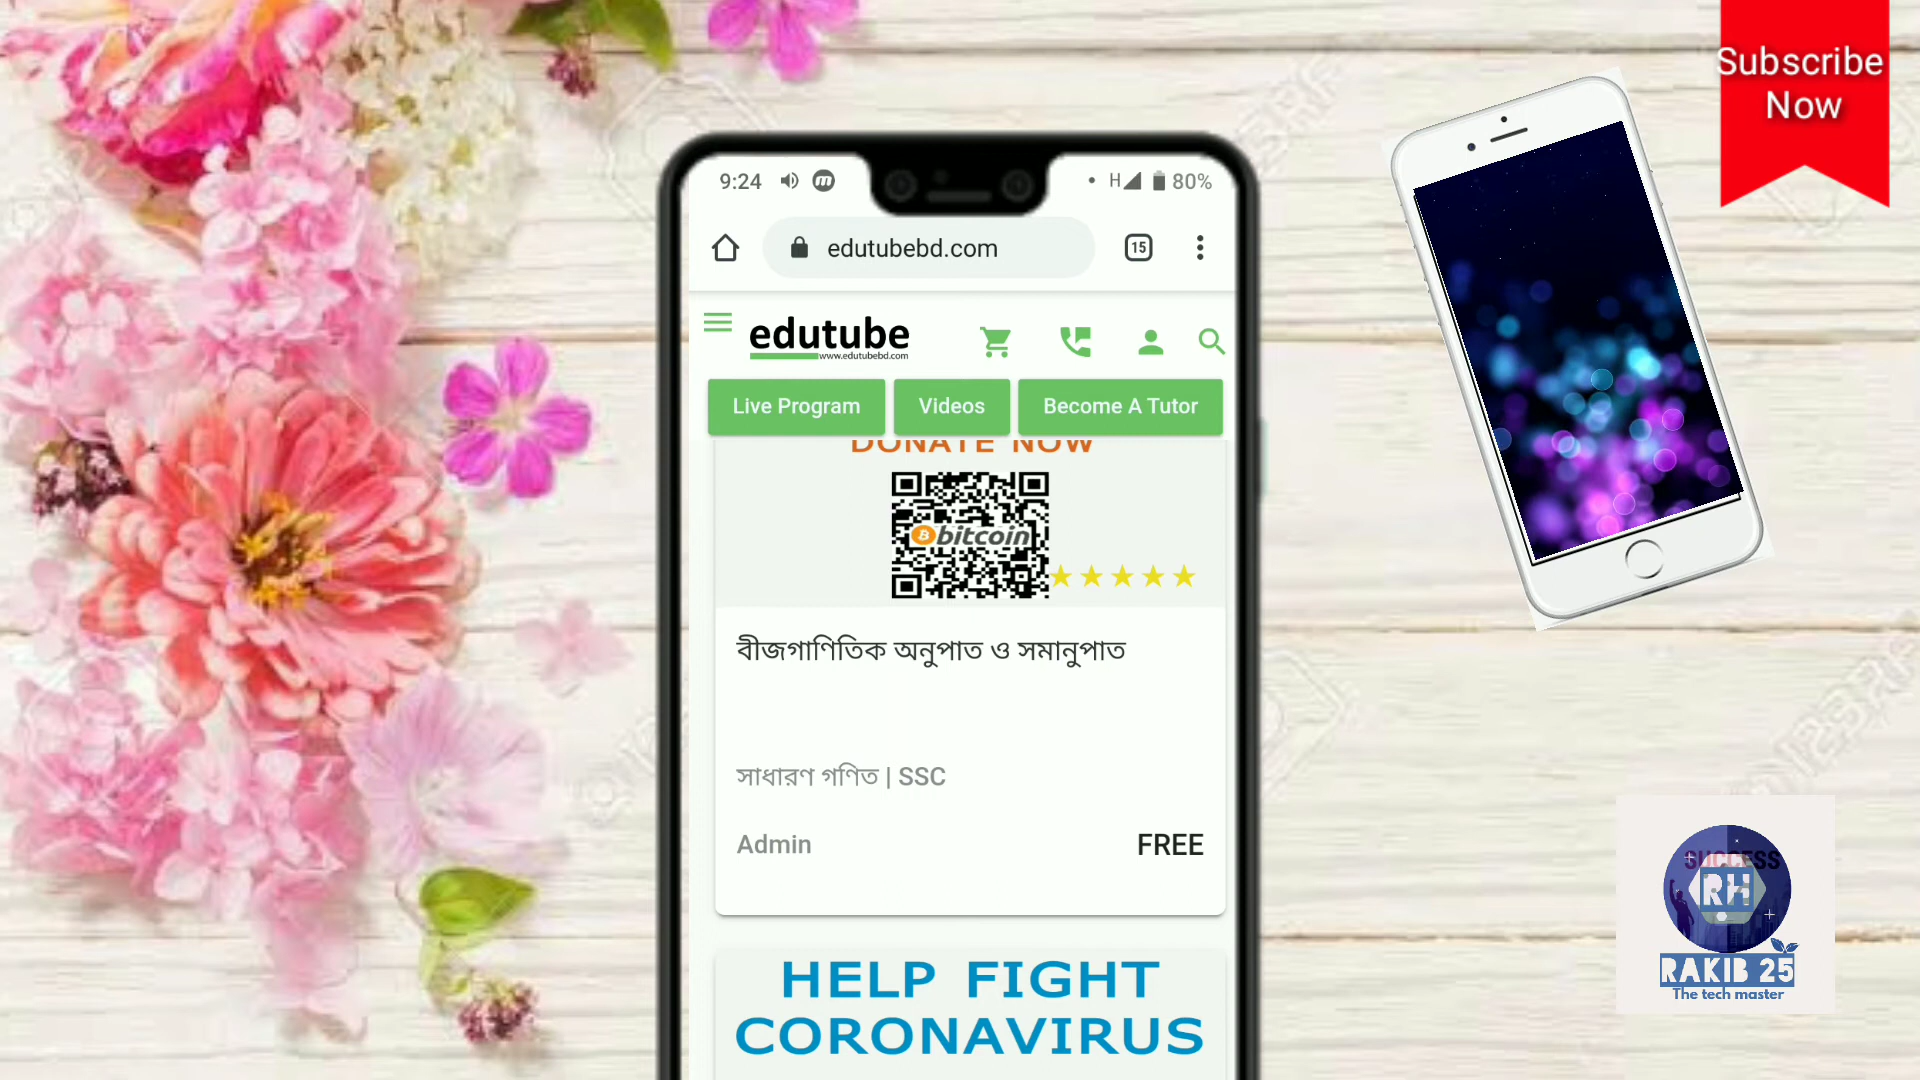 Subscribe
Now
9:24
H
80%
edutubebd.com
15
edutube
www.edutubebd.com
Live Program
Videos
Become A Tutor
DONATE NOW
bitcoin
বীজগাণিতিক অনুপাত ও সমানুপাত
সাধারণ গণিত | SSC
Admin
FREE
HELP FIGHT
CORONAVIRUS
SUCCESS
RH
RAKIB 25
The tech master